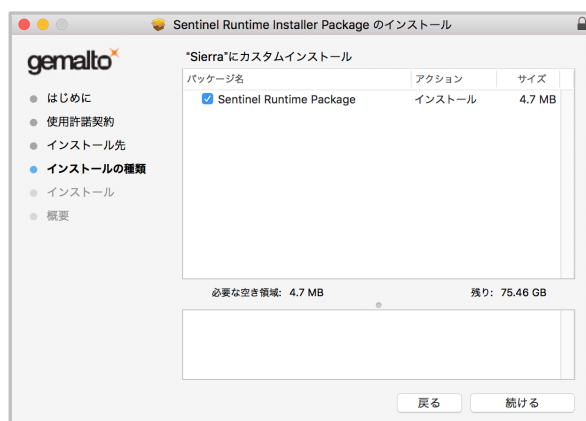 Sentinel Runtime Installer Package のインストール
gemalto
"Sierra"にカスタムインストール
パッケージ名 アクション サイズ
Sentinel Runtime Package インストール 4.7 MB
はじめに
使用許諾契約
インストール先
インストールの種類
インストール
概要
必要な空き領域: 4.7 MB 残り: 75.46 GB
戻る 続ける